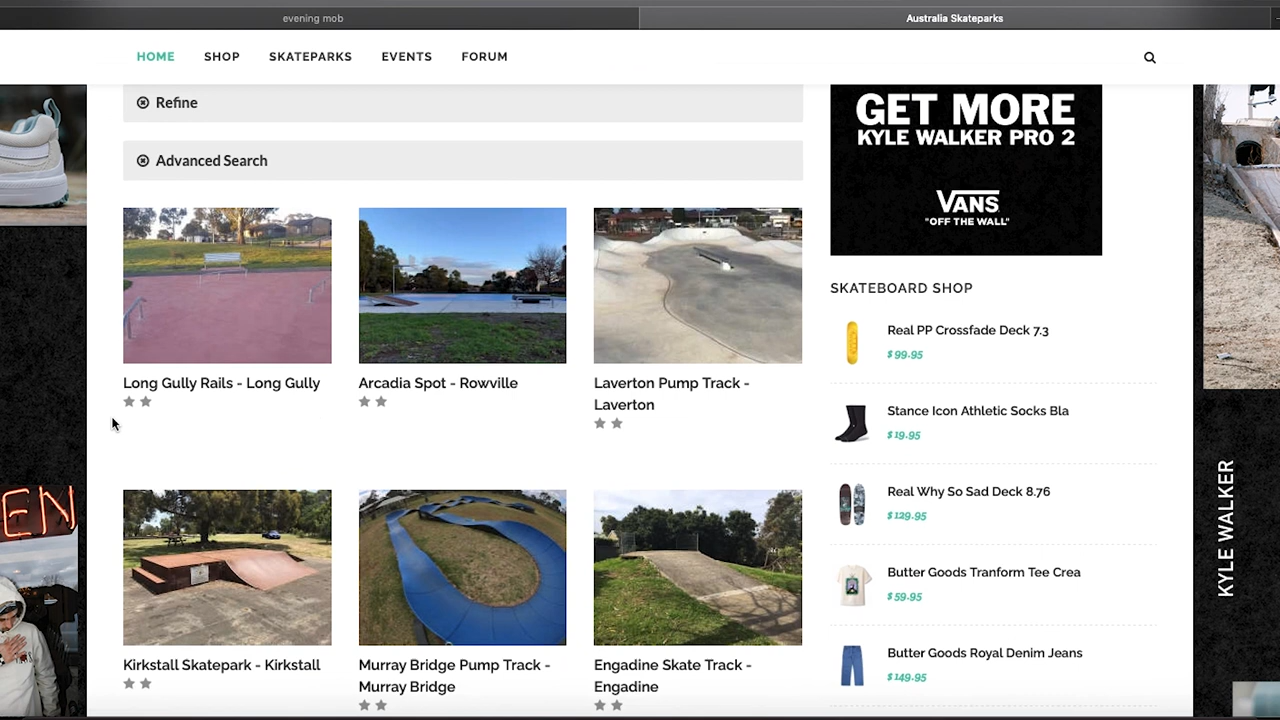 evening mob
Australia Skateparks
HOME SHOP SKATEPARKS EVENTS FORUM
Refine
Advanced Search
Long Gully Rails - Long Gully
Arcadia Spot - Rowville
Laverton Pump Track -
Laverton
Kirkstall Skatepark - Kirkstall
Murray Bridge Pump Track -
Murray Bridge
Engadine Skate Track -
Engadine
GET MORE
KYLE WALKER PRO 2
VANS
"OFF THE WALL"
SKATEBOARD SHOP
Real PP Crossfade Deck 7.3
$99.95
Stance Icon Athletic Socks Bla
$19.95
Real Why So Sad Deck 8.76
$129.95
Butter Goods Tranform Tee Crea
$59.95
Butter Goods Royal Denim Jeans
$149.95
EN
KYLE WALKER